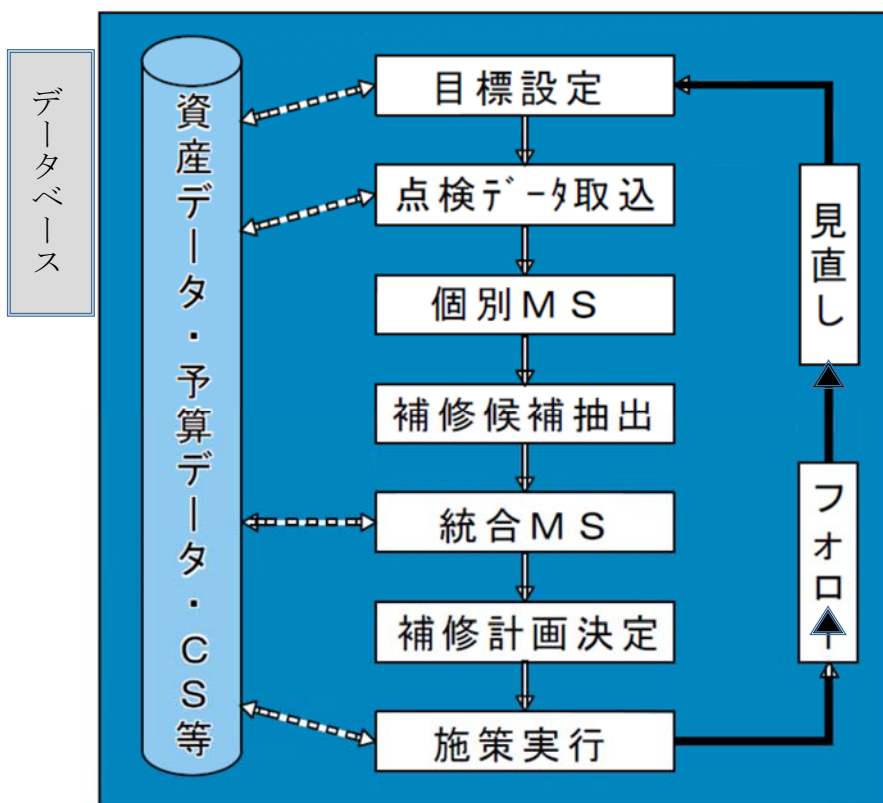 データベース
資産データ・予算データ・CS等
目標設定
点検ﾃﾞｰﾀ取込
個別MS
補修候補抽出
統合MS
補修計画決定
施策実行
フォロー
見直し